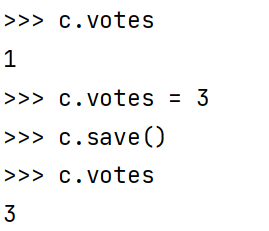 >>> c.votes
1
>>> c.votes = 3
>>> c.save()
>>> c.votes
3